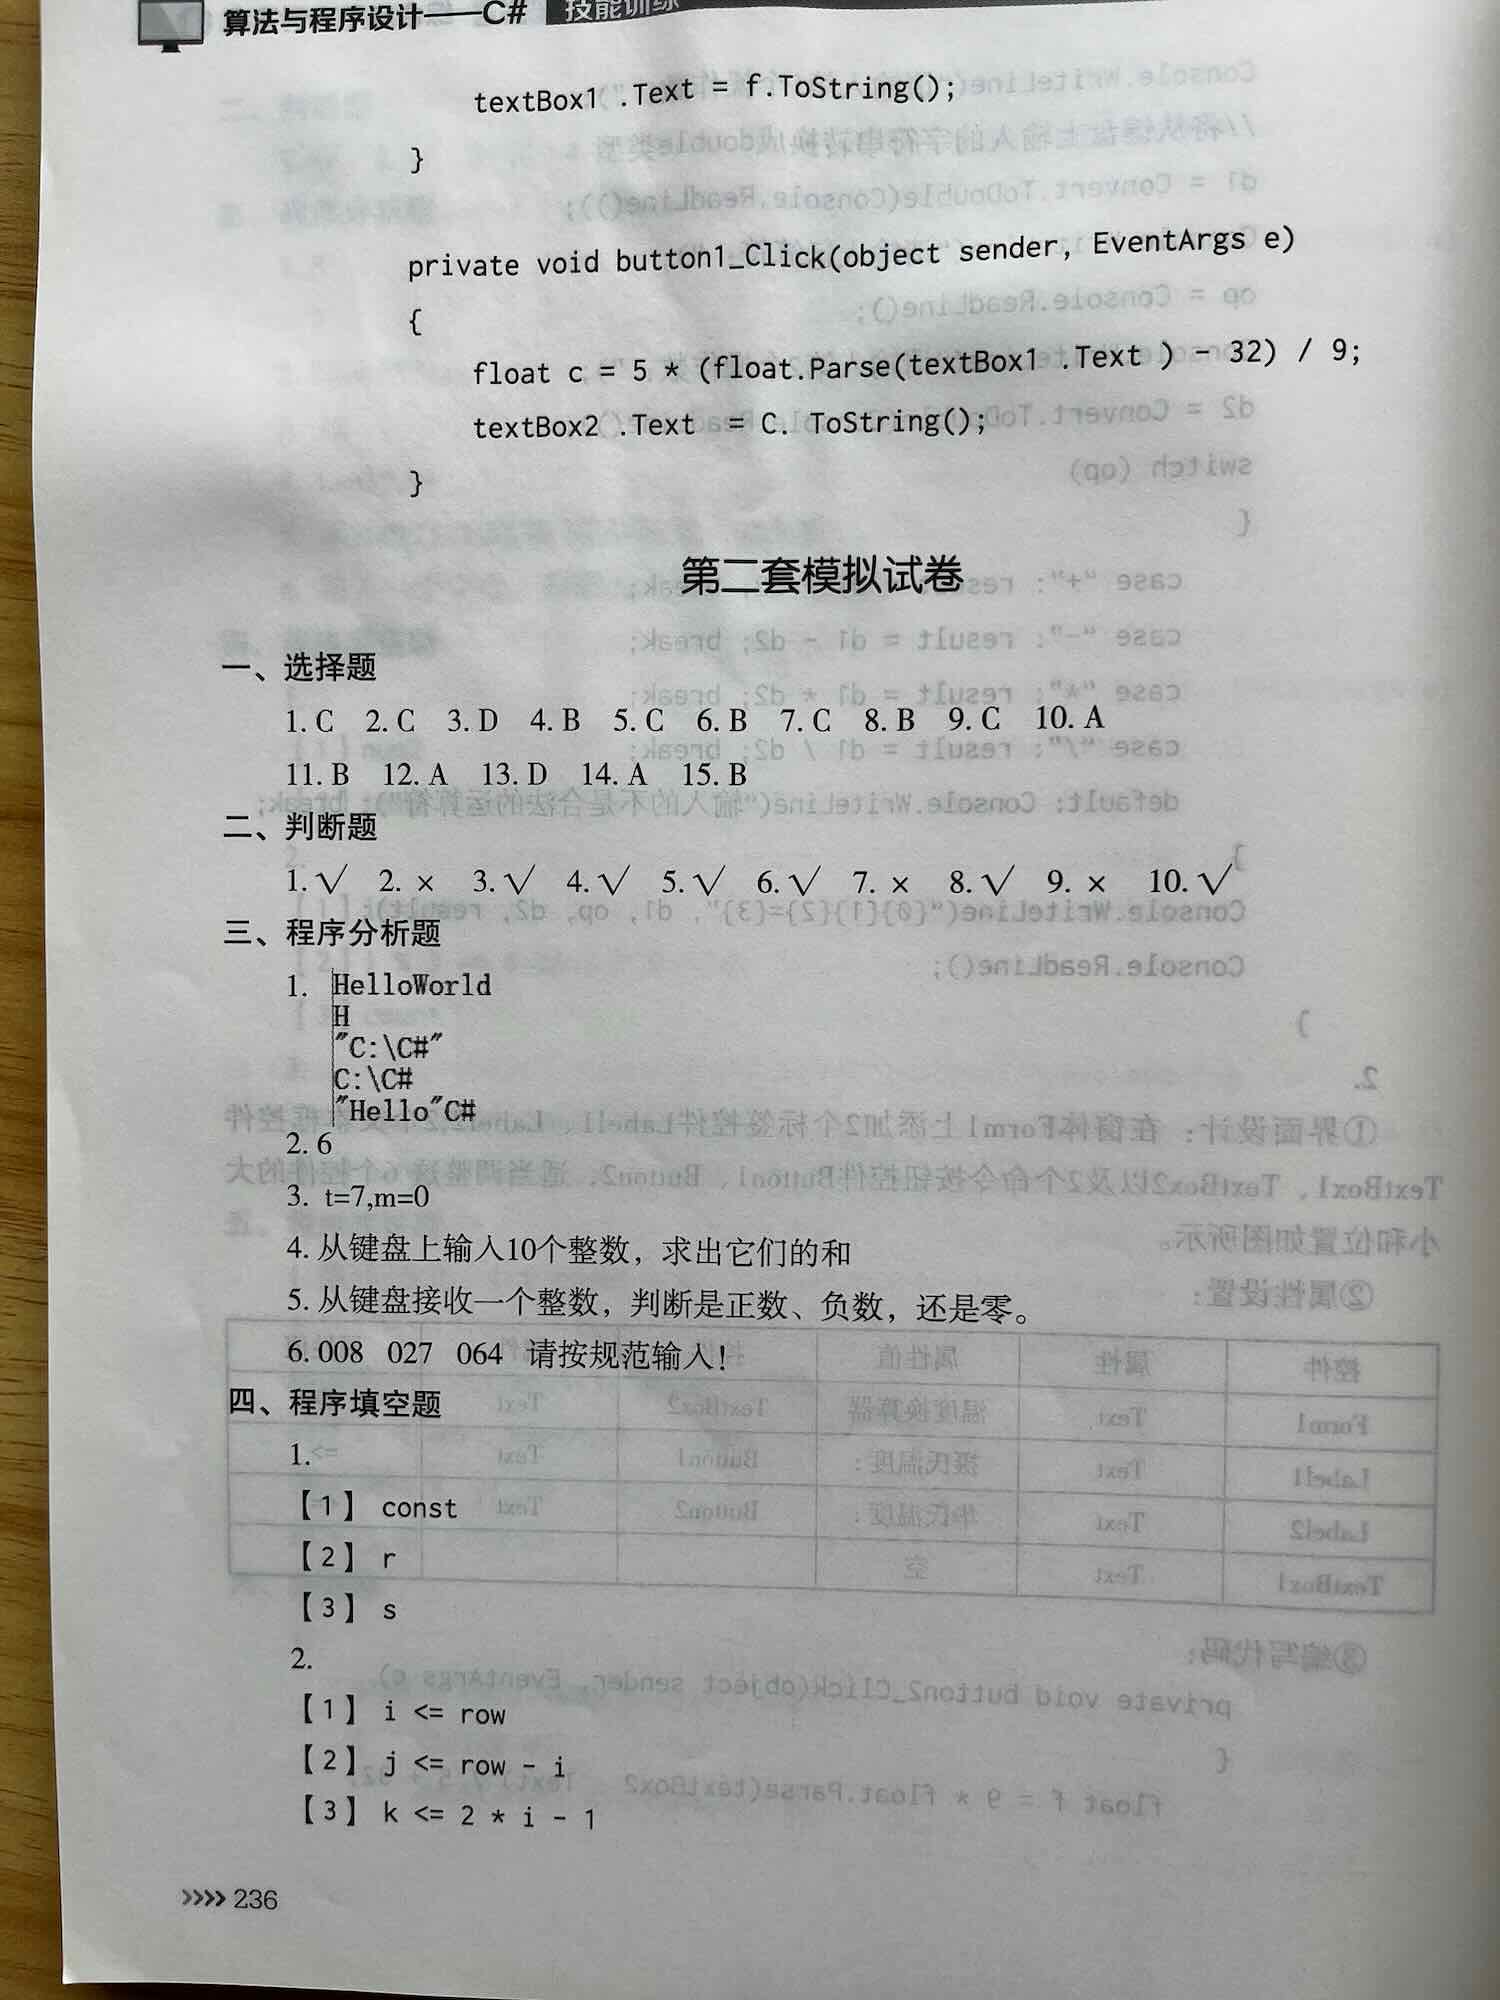 算法与程序设计——C# 技能训练
textBox1 .Text = f.ToString();
}
private void button1_Click(object sender, EventArgs e)
{
float c = 5 * (float.Parse(textBox1 .Text ) - 32) / 9;
textBox2 .Text = C. ToString();
}
第二套模拟试卷
一、选择题
1. C 2. C 3. D 4. B 5. C 6. B 7. C 8. B 9. C 10. A
11. B 12. A 13. D 14. A 15. B
二、判断题
1. √ 2. × 3. √ 4. √ 5. √ 6. √ 7. × 8. √ 9. × 10. √
三、程序分析题
1. HelloWorld
H
"C:\C#"
C:\C#
"Hello"C#
2. 6
3. t=7,m=0
4. 从键盘上输入10个整数，求出它们的和
5. 从键盘接收一个整数，判断是正数、负数，还是零。
6. 008 027 064 请按规范输入!
四、程序填空题
1.
【1】 const
【2】 r
【3】 s
2.
【1】 i <= row
【2】 j <= row - i
【3】 k <= 2 * i - 1
>>>> 236